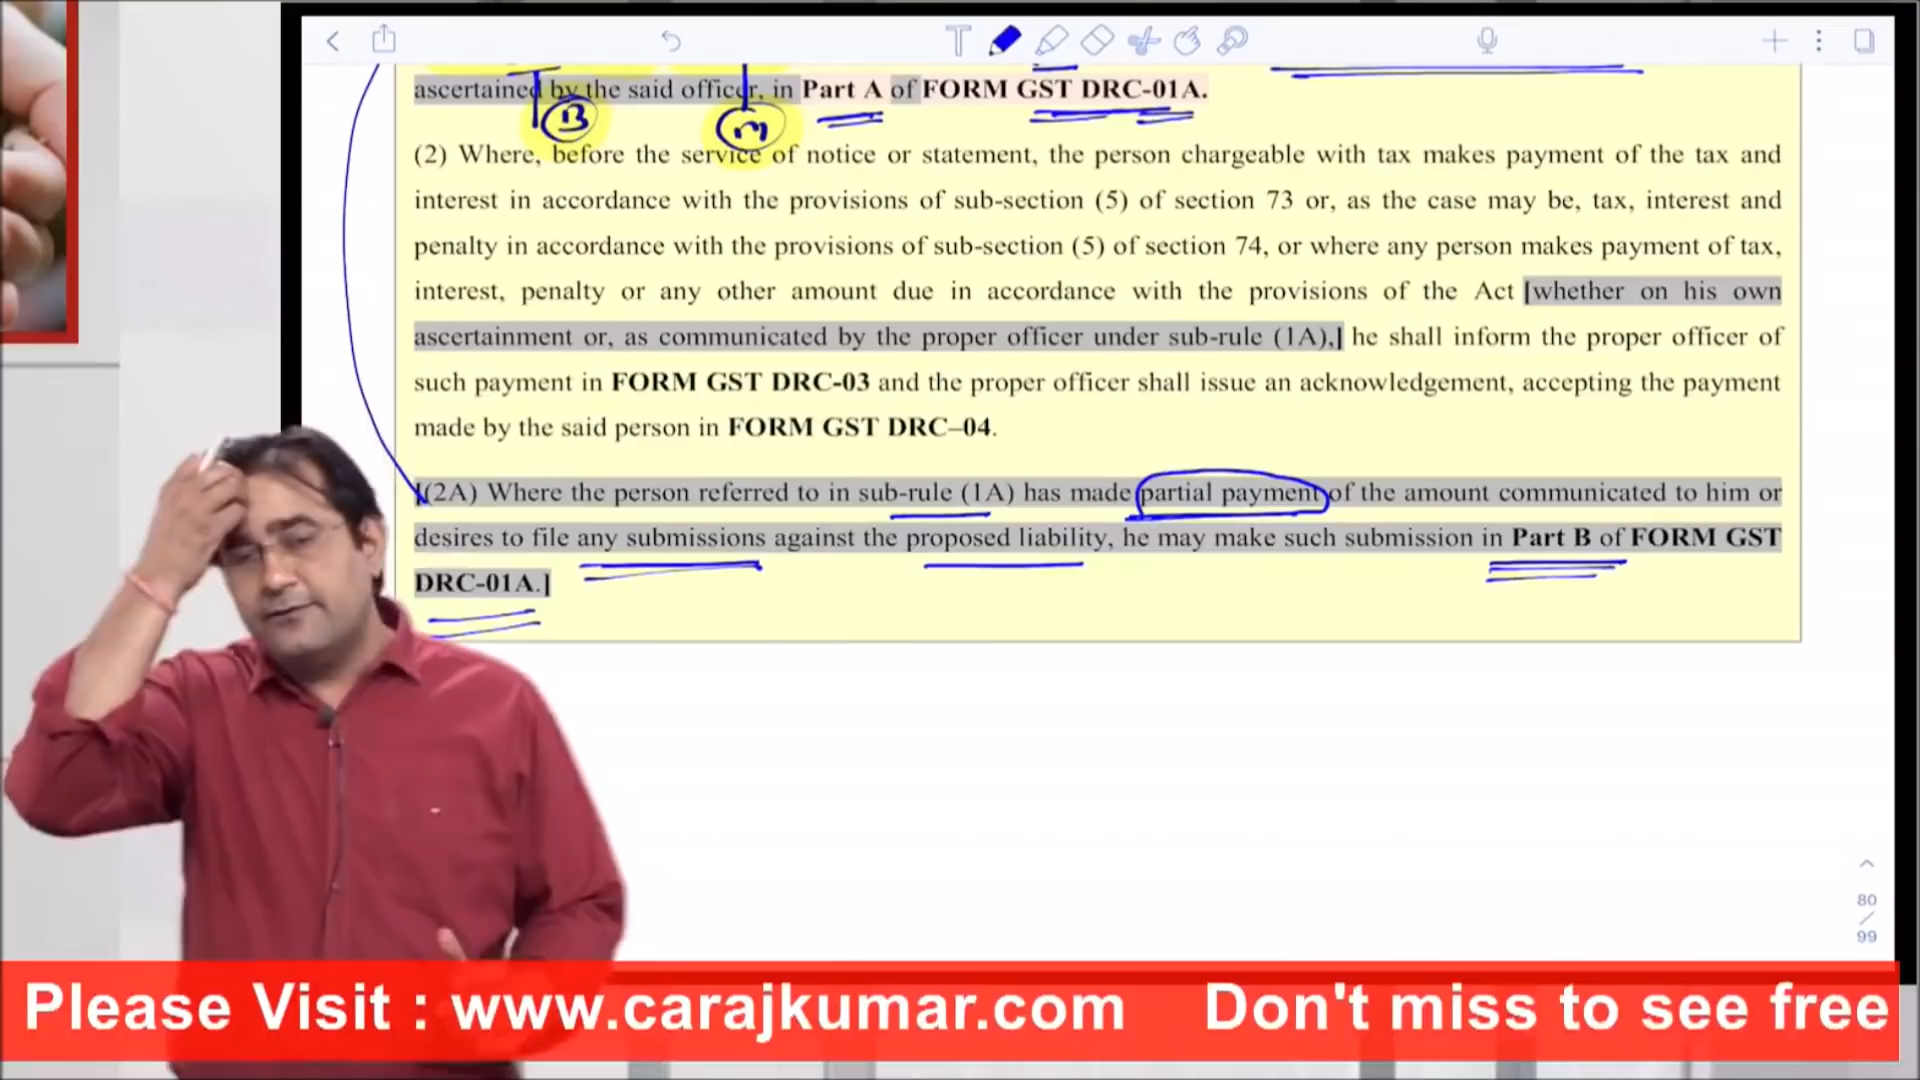 ascertained by the said officer, in Part A of FORM GST DRC-01A.
B
m
(2) Where, before the service of notice or statement, the person chargeable with tax makes payment of the tax and
interest in accordance with the provisions of sub-section (5) of section 73 or, as the case may be, tax, interest and
penalty in accordance with the provisions of sub-section (5) of section 74, or where any person makes payment of tax,
interest, penalty or any other amount due in accordance with the provisions of the Act [whether on his own
ascertainment or, as communicated by the proper officer under sub-rule (1A),] he shall inform the proper officer of
such payment in FORM GST DRC-03 and the proper officer shall issue an acknowledgement, accepting the payment
made by the said person in FORM GST DRC–04.
[(2A) Where the person referred to in sub-rule (1A) has made partial payment of the amount communicated to him or
desires to file any submissions against the proposed liability, he may make such submission in Part B of FORM GST
DRC-01A.]
80
/
99
Please Visit : www.carajkumar.com Don't miss to see free